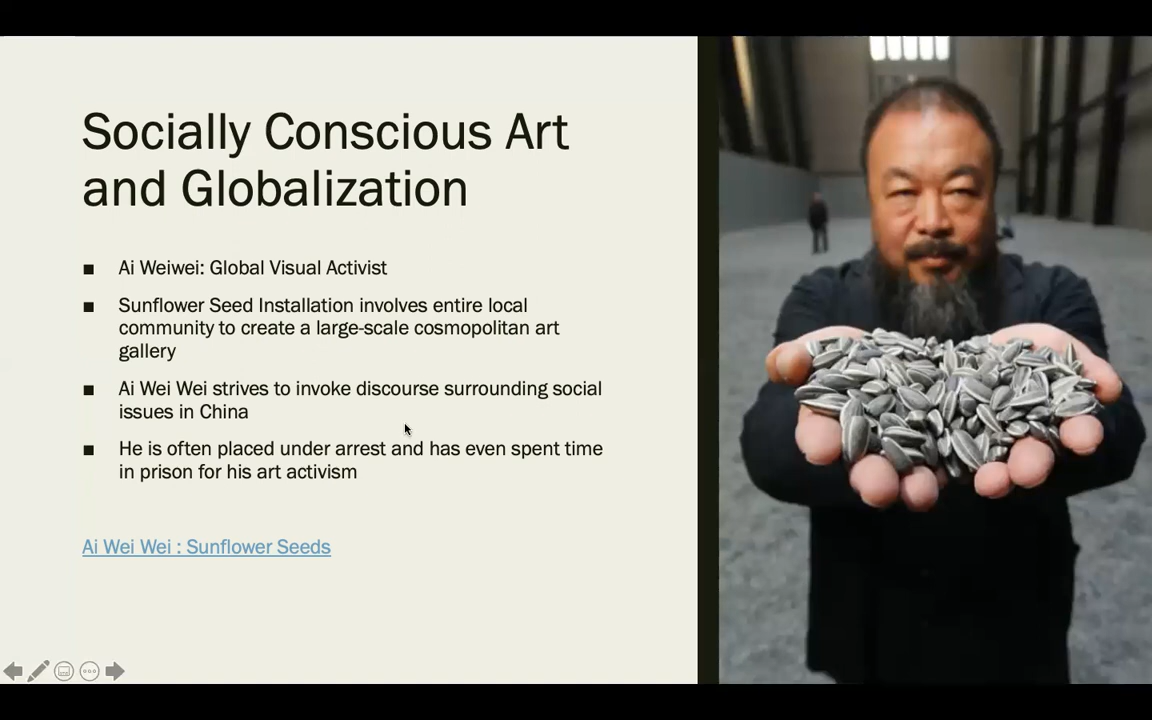 Socially Conscious Art
and Globalization
■ Ai Weiwei: Global Visual Activist
■ Sunflower Seed Installation involves entire local
community to create a large-scale cosmopolitan art
gallery
■ Ai Wei Wei strives to invoke discourse surrounding social
issues in China
■ He is often placed under arrest and has even spent time
in prison for his art activism
Ai Wei Wei : Sunflower Seeds